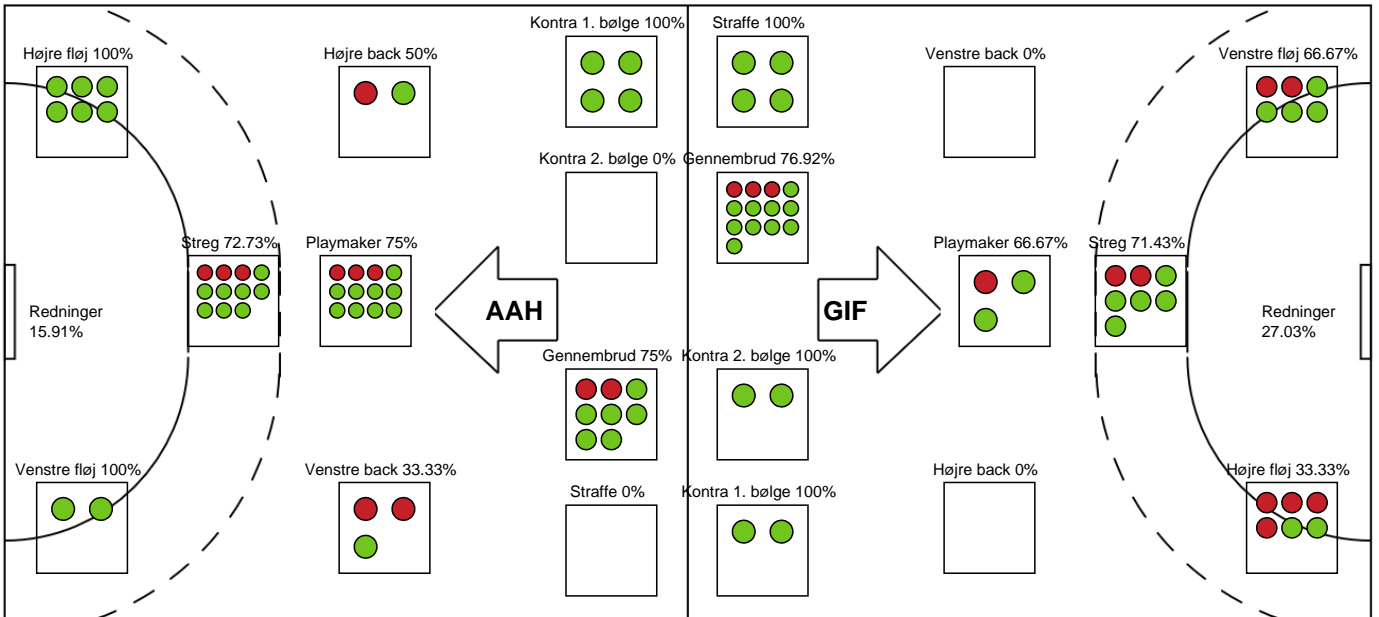 Kontra 1. bølge 100%
Straffe 100%
Højre fløj 100%
Højre back 50%
Venstre back 0%
Venstre fløj 66.67%
Kontra 2. bølge 0%
Gennembrud 76.92%
Streg 72.73%
Playmaker 75%
Playmaker 66.67%
Streg 71.43%
Redninger
15.91%
AAH
GIF
Redninger
27.03%
Gennembrud 75%
Kontra 2. bølge 100%
Venstre fløj 100%
Venstre back 33.33%
Højre back 0%
Højre fløj 33.33%
Straffe 0%
Kontra 1. bølge 100%